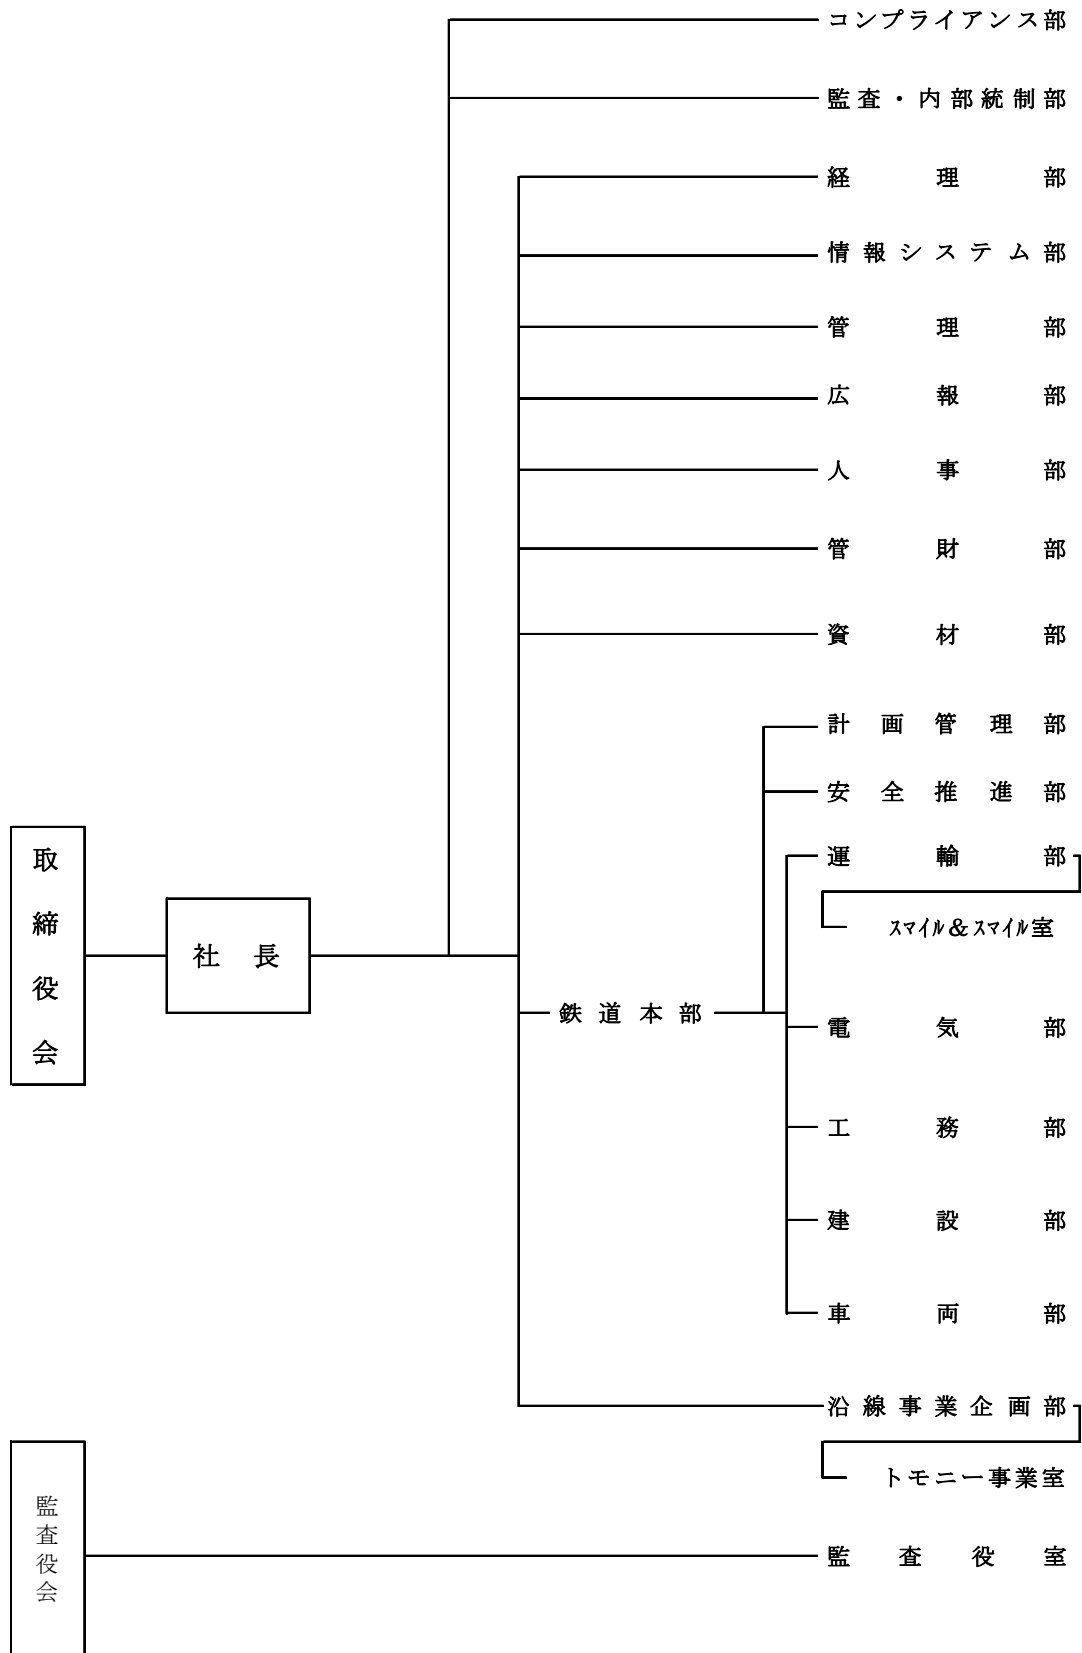 コンプライアンス部
監査・内部統制部
経理部
情報システム部
管理部
広報部
人事部
管財部
資材部
計画管理部
安全推進部
運輸部
スマイル&スマイル室
取締役会
社長
鉄道本部
電気部
工務部
建設部
車両部
沿線事業企画部
トモニー事業室
監査役会
監査役室